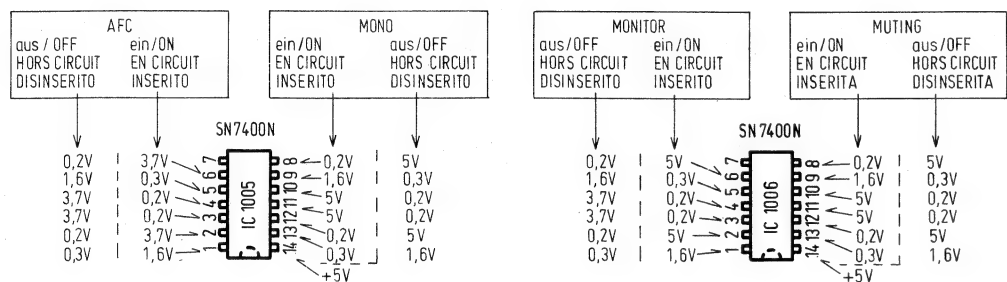 AFC
aus/OFF ein/ON
HORS CIRCUIT EN CIRCUIT
DISINSERITO INSERITO
MONO
ein/ON aus/OFF
EN CIRCUIT HORS CIRCUIT
INSERITO DISINSERITO
SN7400N
0,2V 3,7V 7 8 0,2V 5V
1,6V 0,3V 6 9 1,6V 0,3V
3,7V 0,2V 5 10 5V 0,2V
3,7V 0,2V 4 11 5V 0,2V
0,2V 3,7V 3 12 0,2V 5V
0,3V 1,6V 2 13 0,3V 1,6V
1 14
IC 1005
+5V
MONITOR
aus/OFF ein/ON
HORS CIRCUIT EN CIRCUIT
DISINSERITO INSERITO
MUTING
ein/ON aus/OFF
EN CIRCUIT HORS CIRCUIT
INSERITA DISINSERITA
SN7400N
0,2V 5V 7 8 0,2V 5V
1,6V 0,3V 6 9 1,6V 0,3V
3,7V 0,2V 5 10 5V 0,2V
3,7V 0,2V 4 11 5V 0,2V
0,2V 5V 3 12 0,2V 5V
0,3V 1,6V 2 13 0,3V 1,6V
1 14
IC 1006
+5V